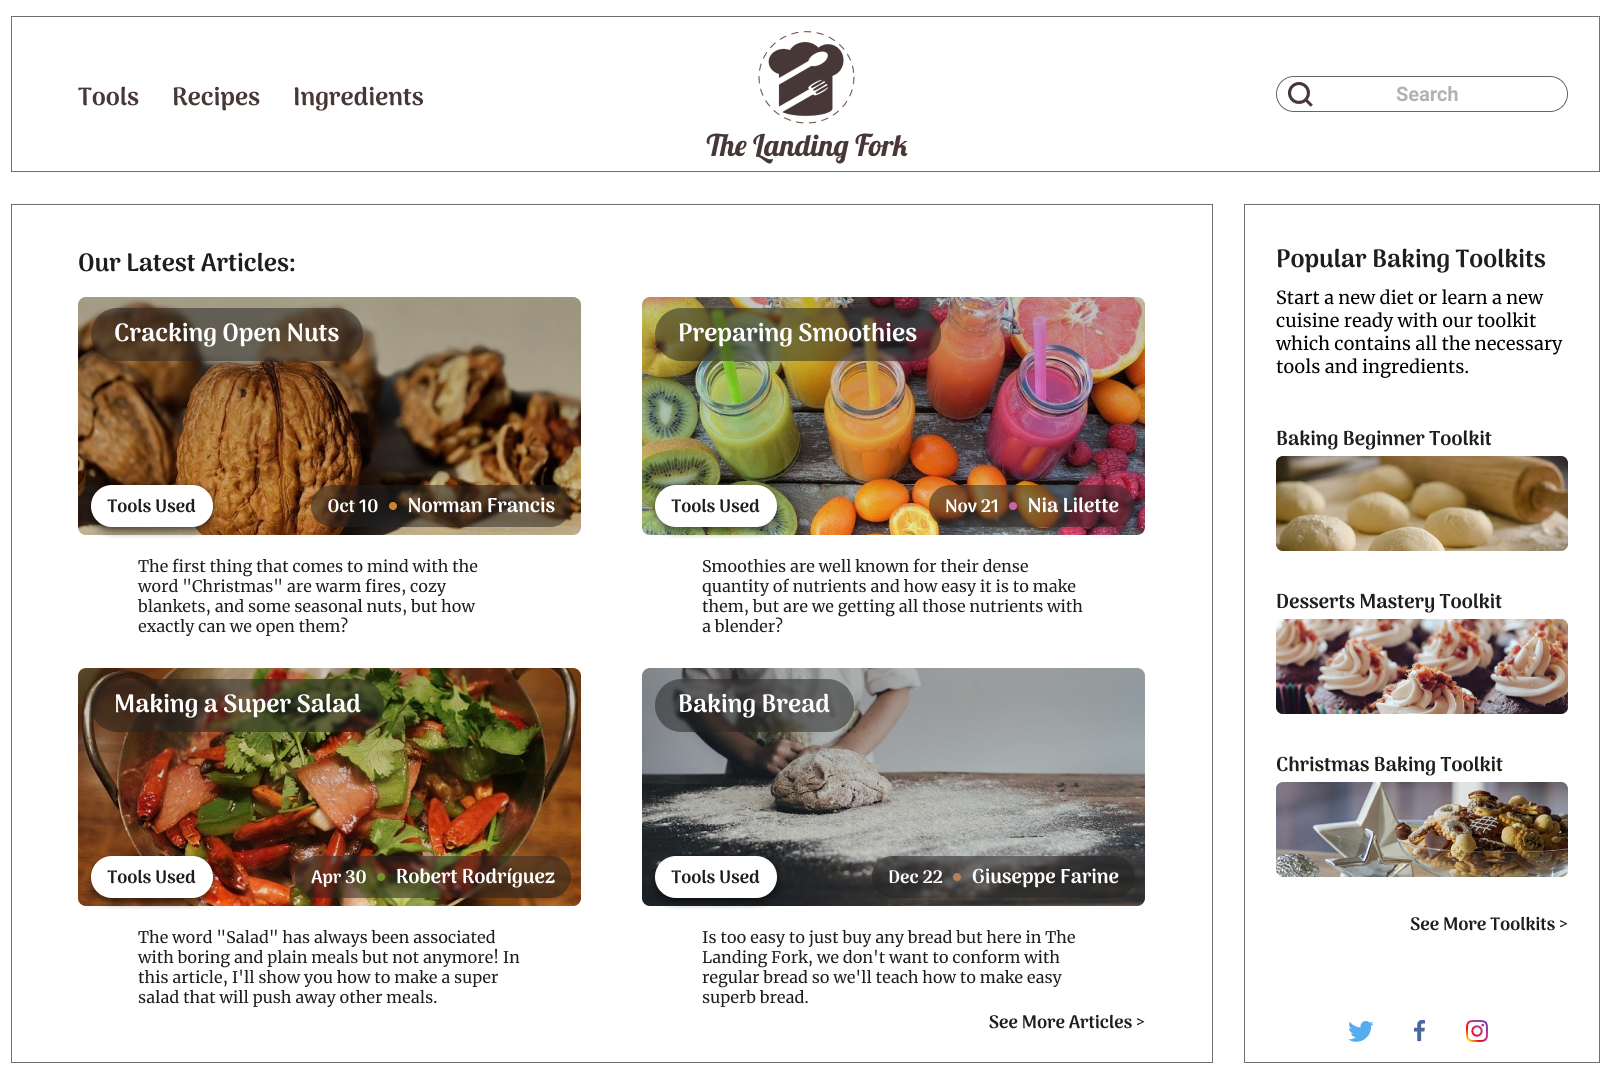 Tools
Recipes
Ingredients
The Landing Fork
Search
Our Latest Articles:
Cracking Open Nuts
Tools Used
Oct 10 • Norman Francis
The first thing that comes to mind with the
word "Christmas" are warm fires, cozy
blankets, and some seasonal nuts, but how
exactly can we open them?
Preparing Smoothies
Tools Used
Nov 21 • Nia Lilette
Smoothies are well known for their dense
quantity of nutrients and how easy it is to make
them, but are we getting all those nutrients with
a blender?
Making a Super Salad
Tools Used
Apr 30 • Robert Rodríguez
The word "Salad" has always been associated
with boring and plain meals but not anymore! In
this article, I'll show you how to make a super
salad that will push away other meals.
Baking Bread
Tools Used
Dec 22 • Giuseppe Farine
Is too easy to just buy any bread but here in The
Landing Fork, we don't want to conform with
regular bread so we'll teach how to make easy
superb bread.
See More Articles >
Popular Baking Toolkits
Start a new diet or learn a new
cuisine ready with our toolkit
which contains all the necessary
tools and ingredients.
Baking Beginner Toolkit
Desserts Mastery Toolkit
Christmas Baking Toolkit
See More Toolkits >